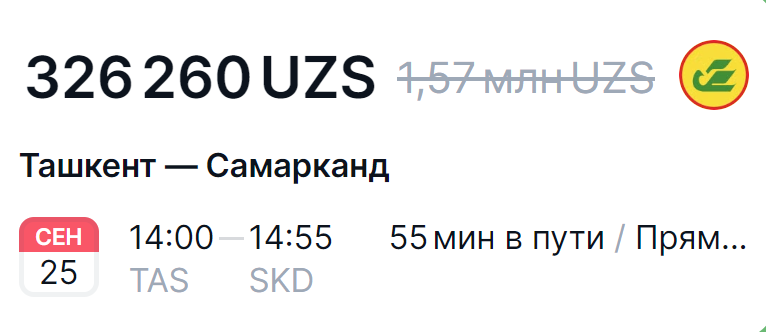 326 260 UZS 1,57 млн UZS
Ташкент — Самарканд
СЕН
25
14:00 — 14:55 55 мин в пути / Прям...
TAS SKD